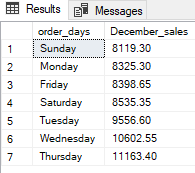 Results Messages
order_days December_sales
1 Sunday 8119.30
2 Monday 8325.30
3 Friday 8398.65
4 Saturday 8535.35
5 Tuesday 9556.60
6 Wednesday 10602.55
7 Thursday 11163.40